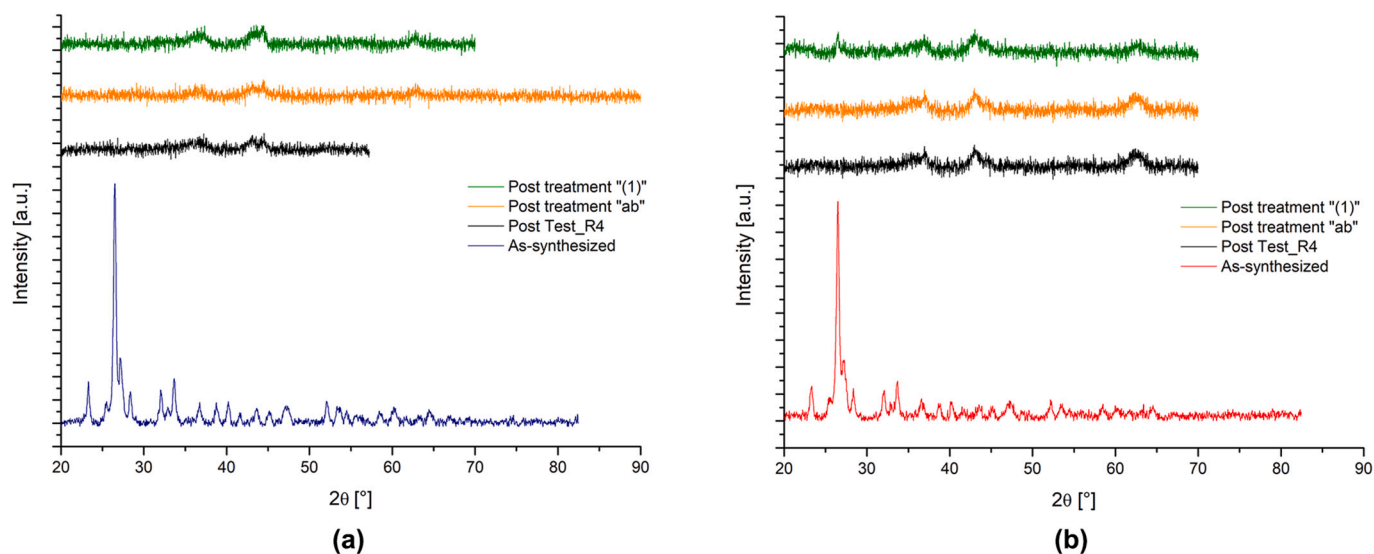 Intensity [a.u.]
Post treatment "(1)"
Post treatment "ab"
Post Test_R4
As-synthesized
20 30 40 50 60 70 80 90
2θ [°]
(a)
Intensity [a.u.]
Post treatment "(1)"
Post treatment "ab"
Post Test_R4
As-synthesized
20 30 40 50 60 70 80 90
2θ [°]
(b)